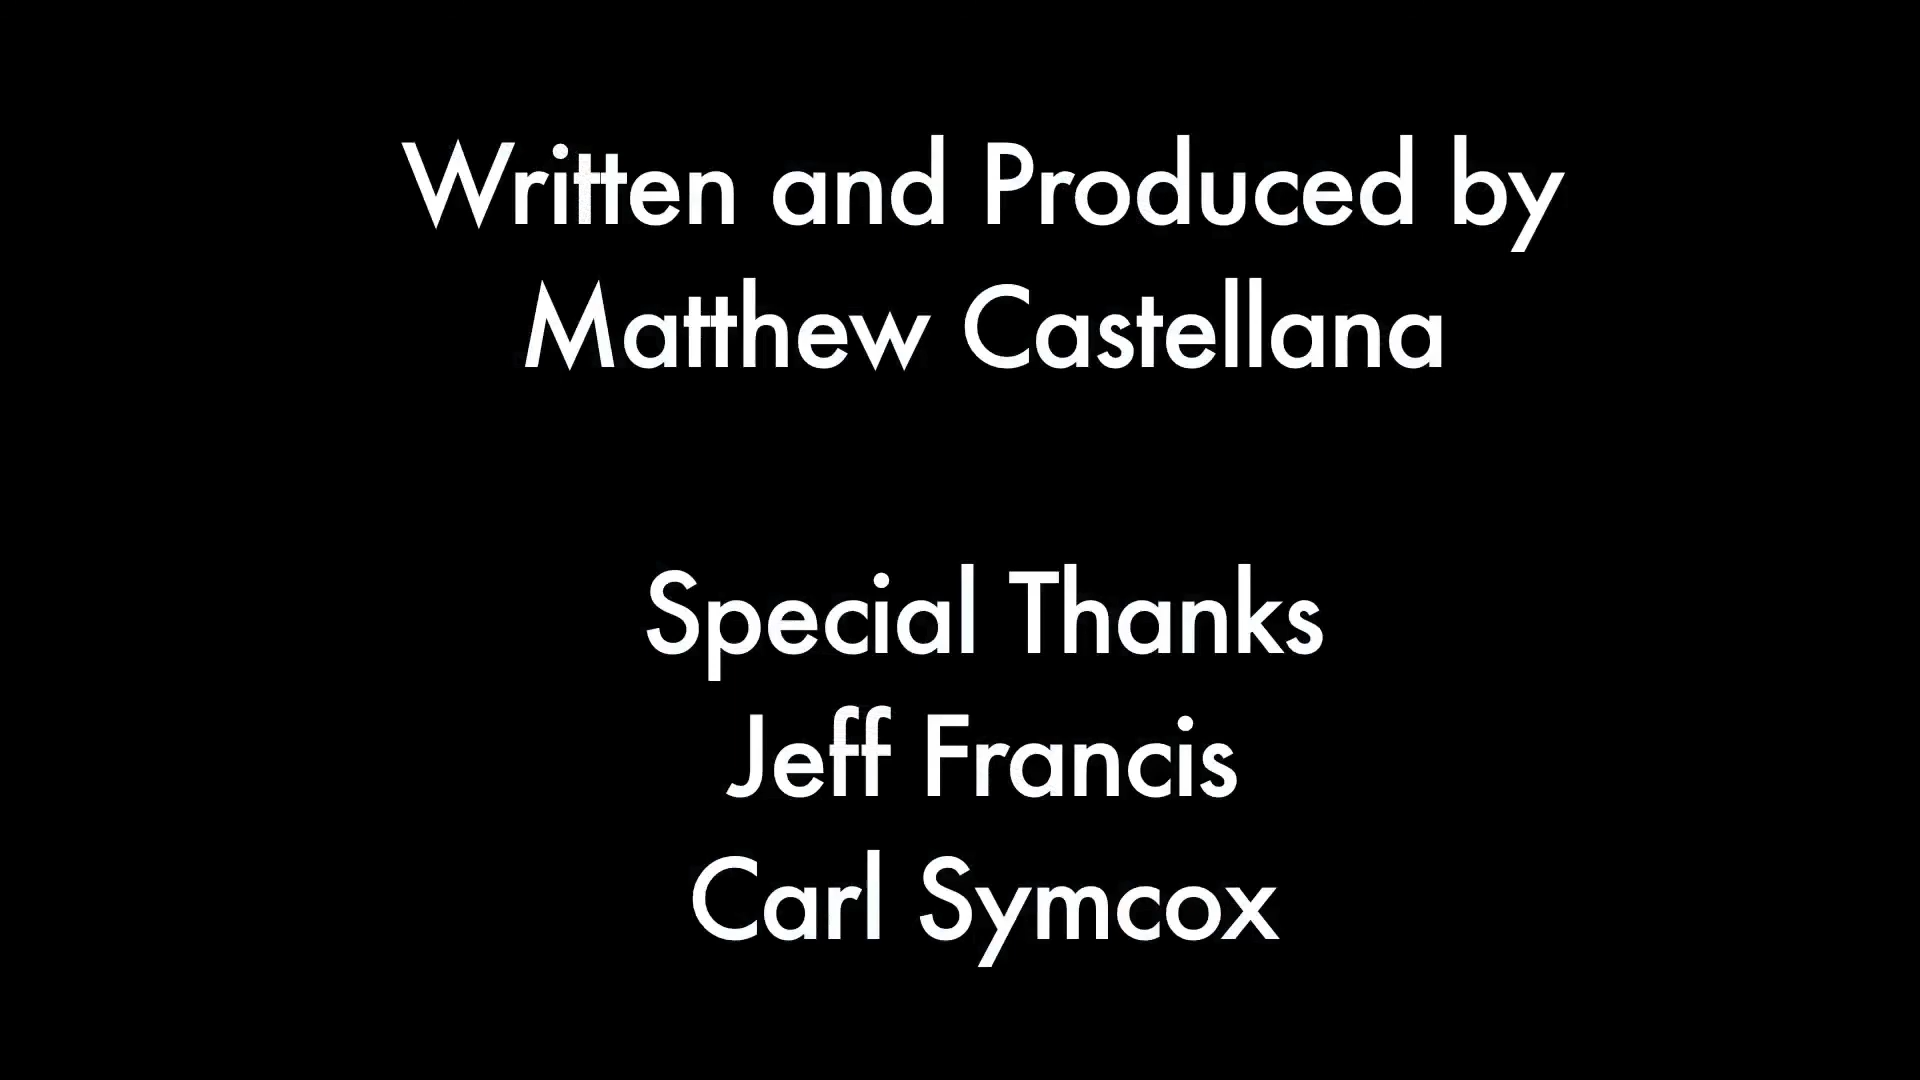 Written and Produced by
Matthew Castellana
Special Thanks
Jeff Francis
Carl Symcox